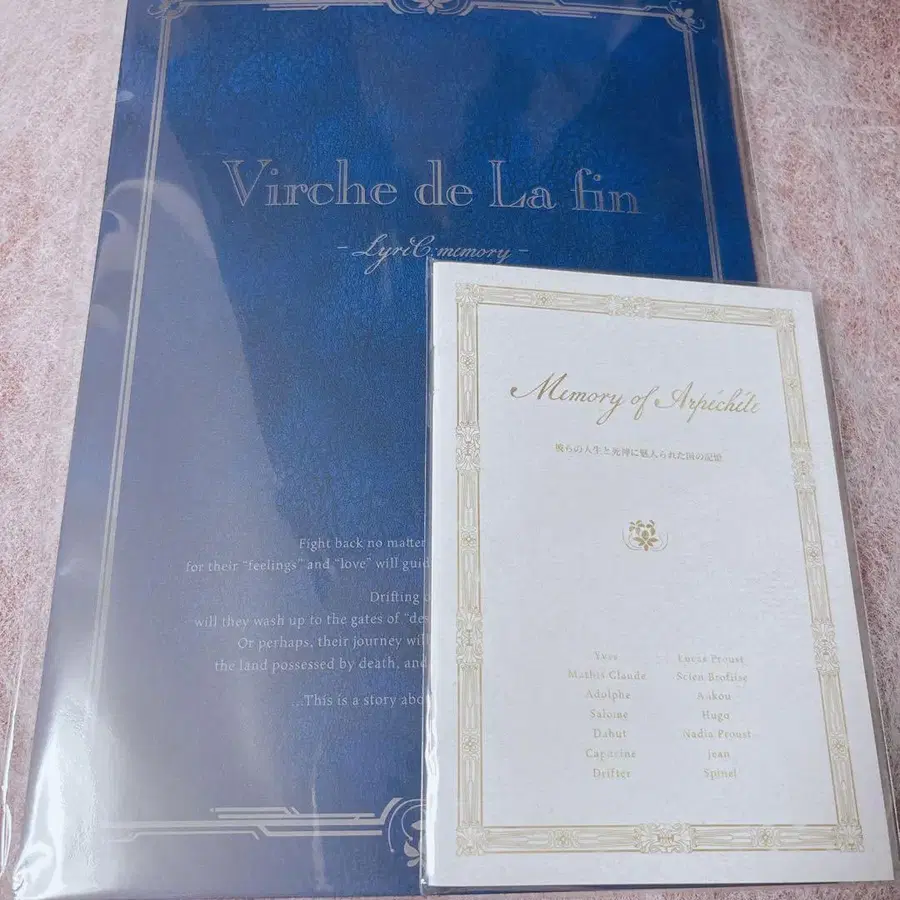 Virche de La fin
- LyriC:memory -
Fight back no matter
for their "feelings" and "love" will guid
Drifting
will they wash up to the gates of "des
Or perhaps, their journey will
the land possessed by death, and
...This is a story abo
Memory of Arpéchéle
彼らの人生と死神に魅入られた国の記憶
Yves
Lucas Proust
Mathis Claude
Scien Brofiise
Adolphe
Ankou
Salome
Hugo
Dahut
Nadia Proust
Capucine
Jean
Drifter
Spinel